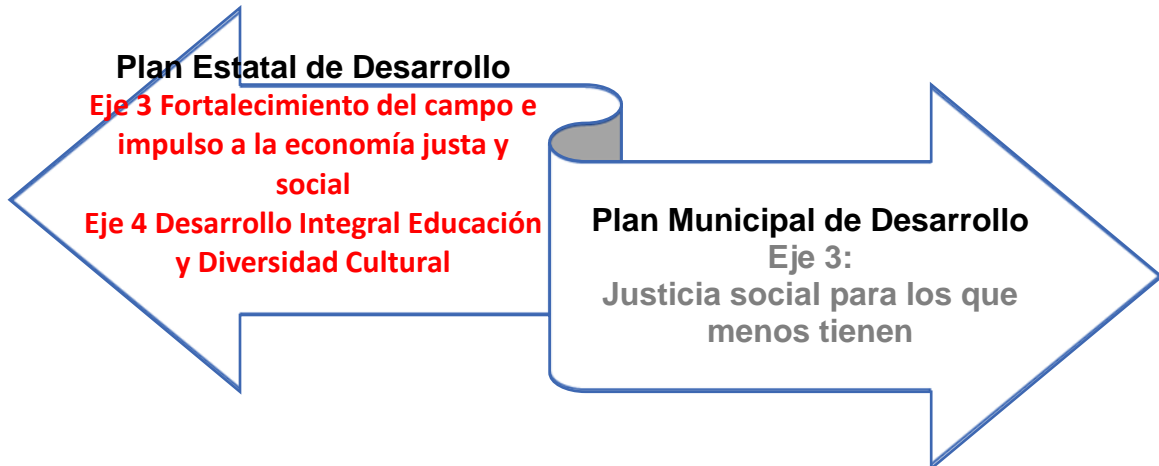 Plan Estatal de Desarrollo
Eje 3 Fortalecimiento del campo e
impulso a la economía justa y
social
Eje 4 Desarrollo Integral Educación
y Diversidad Cultural
Plan Municipal de Desarrollo
Eje 3:
Justicia social para los que
menos tienen